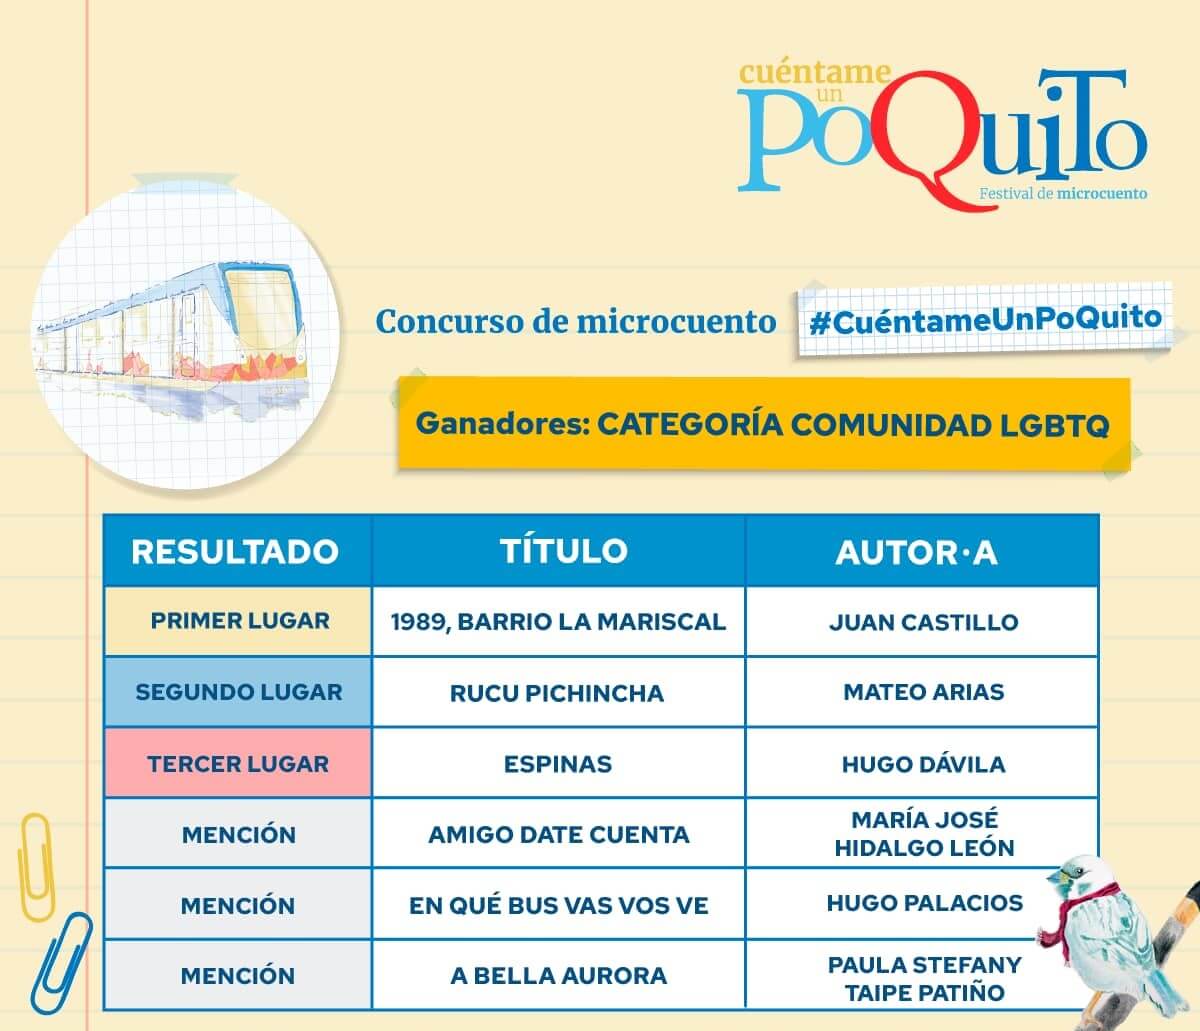 cuéntame
un
PoQuiTo
Festival de microcuento
Concurso de microcuento #CuéntameUnPoQuito
Ganadores: CATEGORÍA COMUNIDAD LGBTQ
RESULTADO TÍTULO AUTOR·A
PRIMER LUGAR 1989, BARRIO LA MARISCAL JUAN CASTILLO
SEGUNDO LUGAR RUCU PICHINCHA MATEO ARIAS
TERCER LUGAR ESPINAS HUGO DÁVILA
MENCIÓN AMIGO DATE CUENTA MARÍA JOSÉ
HIDALGO LEÓN
MENCIÓN EN QUÉ BUS VAS VOS VE HUGO PALACIOS
MENCIÓN A BELLA AURORA PAULA STEFANY
TAIPE PATIÑO